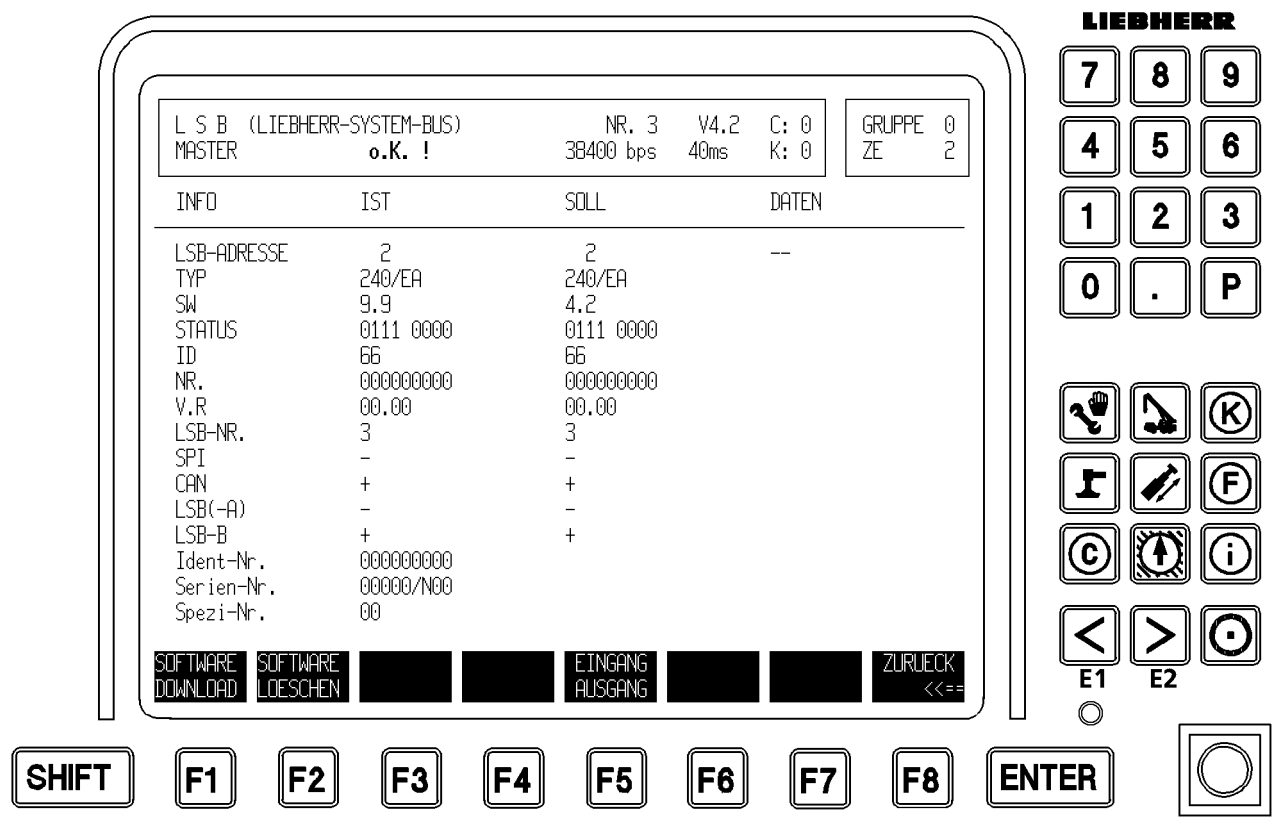 LIEBHERR
L S B (LIEBHERR-SYSTEM-BUS) NR. 3 V4.2 C: 0 GRUPPE 0
MASTER o.K. ! 38400 bps 40ms K: 0 ZE 2
INFO IST SOLL DATEN
LSB-ADRESSE 2 2 --
TYP 240/EA 240/EA
SW 9.9 4.2
STATUS 0111 0000 0111 0000
ID 66 66
NR. 000000000 000000000
V.R 00.00 00.00
LSB-NR. 3 3
SPI - -
CAN + +
LSB(-A) - -
LSB-B + +
Ident-Nr. 000000000
Serien-Nr. 00000/N00
Spezi-Nr. 00
SOFTWARE SOFTWARE EINGANG ZURUECK
DOWNLOAD LOESCHEN AUSGANG <<==
7 8 9
4 5 6
1 2 3
0 . P
K
F
C i
< >
E1 E2
SHIFT F1 F2 F3 F4 F5 F6 F7 F8 ENTER